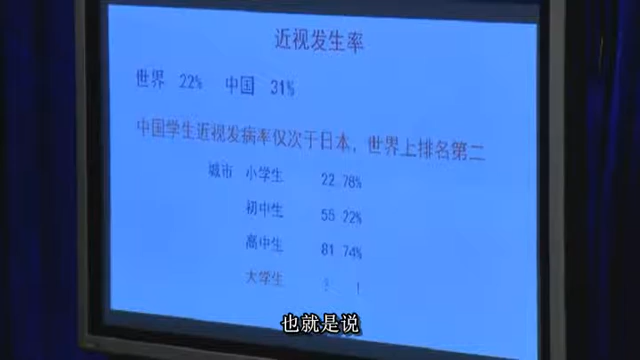 近视发生率
世界 22% 中国 31%
中国学生近视发病率仅次于日本，世界上排名第二
城市 小学生 22.78%
初中生 55.22%
高中生 81.74%
大学生 ? !
也就是说